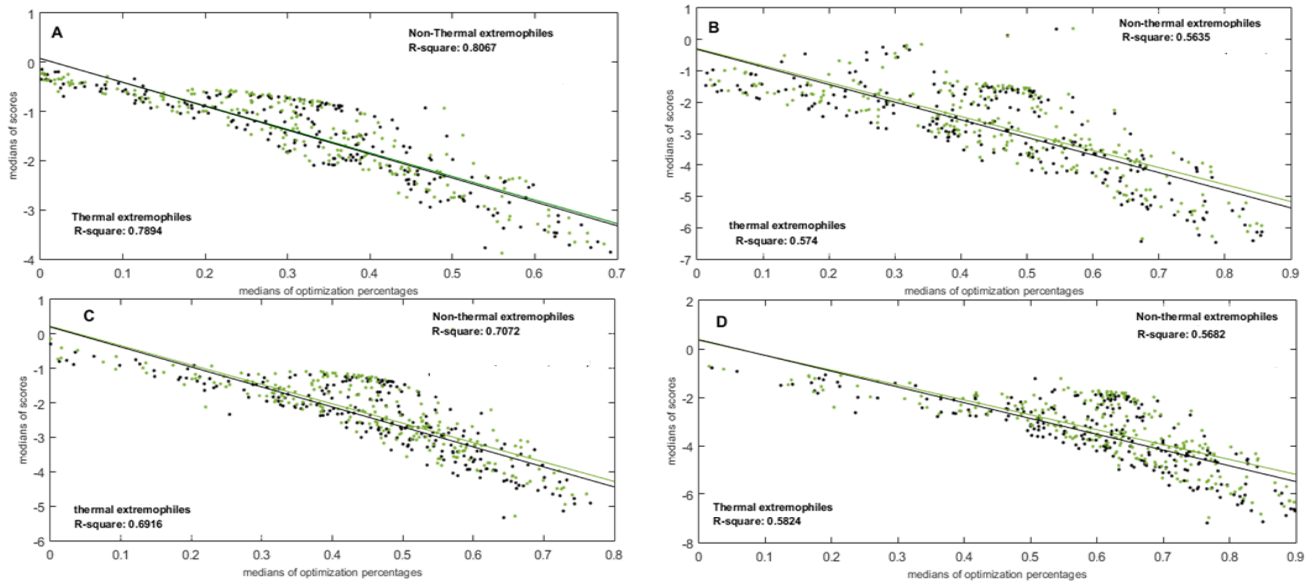 A
Non-Thermal extremophiles
R-square: 0.8067
1
0
-1
-2
-3
-4
medians of scores
Thermal extremophiles
R-square: 0.7894
0 0.1 0.2 0.3 0.4 0.5 0.6 0.7
medians of optimization percentages
B
Non-thermal extremophiles
R-square: 0.5635
1
0
-1
-2
-3
-4
-5
-6
-7
medians of scores
thermal extremophiles
R-square: 0.574
0 0.1 0.2 0.3 0.4 0.5 0.6 0.7 0.8 0.9
medians of optimization percentages
C
Non-thermal extremophiles
R-square: 0.7072
1
0
-1
-2
-3
-4
-5
-6
medians of scores
thermal extremophiles
R-square: 0.6916
0 0.1 0.2 0.3 0.4 0.5 0.6 0.7 0.8
medians of optimization percentages
D
Non-thermal extremophiles
R-square: 0.5682
2
0
-2
-4
-6
-8
medians of scores
Thermal extremophiles
R-square: 0.5824
0 0.1 0.2 0.3 0.4 0.5 0.6 0.7 0.8 0.9
medians of optimization percentages